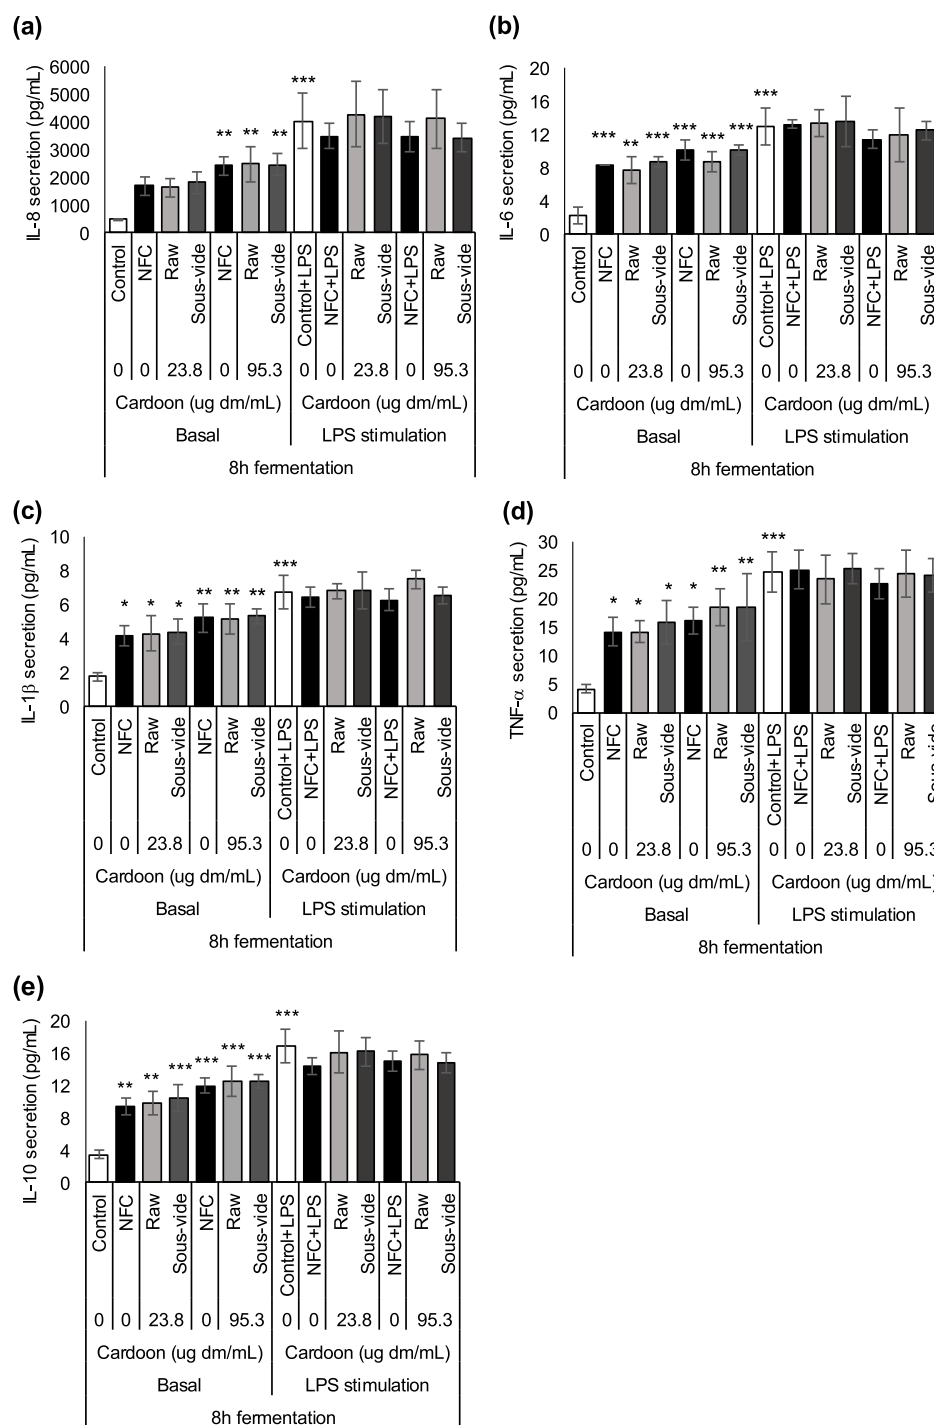 (a)
IL-8 secretion (pg/mL)
6000
5000
4000
3000
2000
1000
0
** ** ** ***
Control NFC Raw Sous-vide NFC Raw Sous-vide Control+LPS NFC+LPS Raw Sous-vide NFC+LPS Raw Sous-vide
0 0 23.8 0 95.3 0 0 23.8 0 95.3
Cardoon (ug dm/mL) Cardoon (ug dm/mL)
Basal LPS stimulation
8h fermentation
(b)
IL-6 secretion (pg/mL)
20
16
12
8
4
0
*** ** *** *** *** *** ***
Control NFC Raw Sous-vide NFC Raw Sous-vide Control+LPS NFC+LPS Raw Sous-vide NFC+LPS Raw Sous-vide
0 0 23.8 0 95.3 0 0 23.8 0 95.3
Cardoon (ug dm/mL) Cardoon (ug dm/mL)
Basal LPS stimulation
8h fermentation
(c)
IL-1β secretion (pg/mL)
10
8
6
4
2
0
* * * ** ** ** ***
Control NFC Raw Sous-vide NFC Raw Sous-vide Control+LPS NFC+LPS Raw Sous-vide NFC+LPS Raw Sous-vide
0 0 23.8 0 95.3 0 0 23.8 0 95.3
Cardoon (ug dm/mL) Cardoon (ug dm/mL)
Basal LPS stimulation
8h fermentation
(d)
TNF-α secretion (pg/mL)
30
25
20
15
10
5
0
* * * * ** ** ***
Control NFC Raw Sous-vide NFC Raw Sous-vide Control+LPS NFC+LPS Raw Sous-vide NFC+LPS Raw Sous-vide
0 0 23.8 0 95.3 0 0 23.8 0 95.3
Cardoon (ug dm/mL) Cardoon (ug dm/mL)
Basal LPS stimulation
8h fermentation
(e)
IL-10 secretion (pg/mL)
20
16
12
8
4
0
** ** *** *** *** *** ***
Control NFC Raw Sous-vide NFC Raw Sous-vide Control+LPS NFC+LPS Raw Sous-vide NFC+LPS Raw Sous-vide
0 0 23.8 0 95.3 0 0 23.8 0 95.3
Cardoon (ug dm/mL) Cardoon (ug dm/mL)
Basal LPS stimulation
8h fermentation